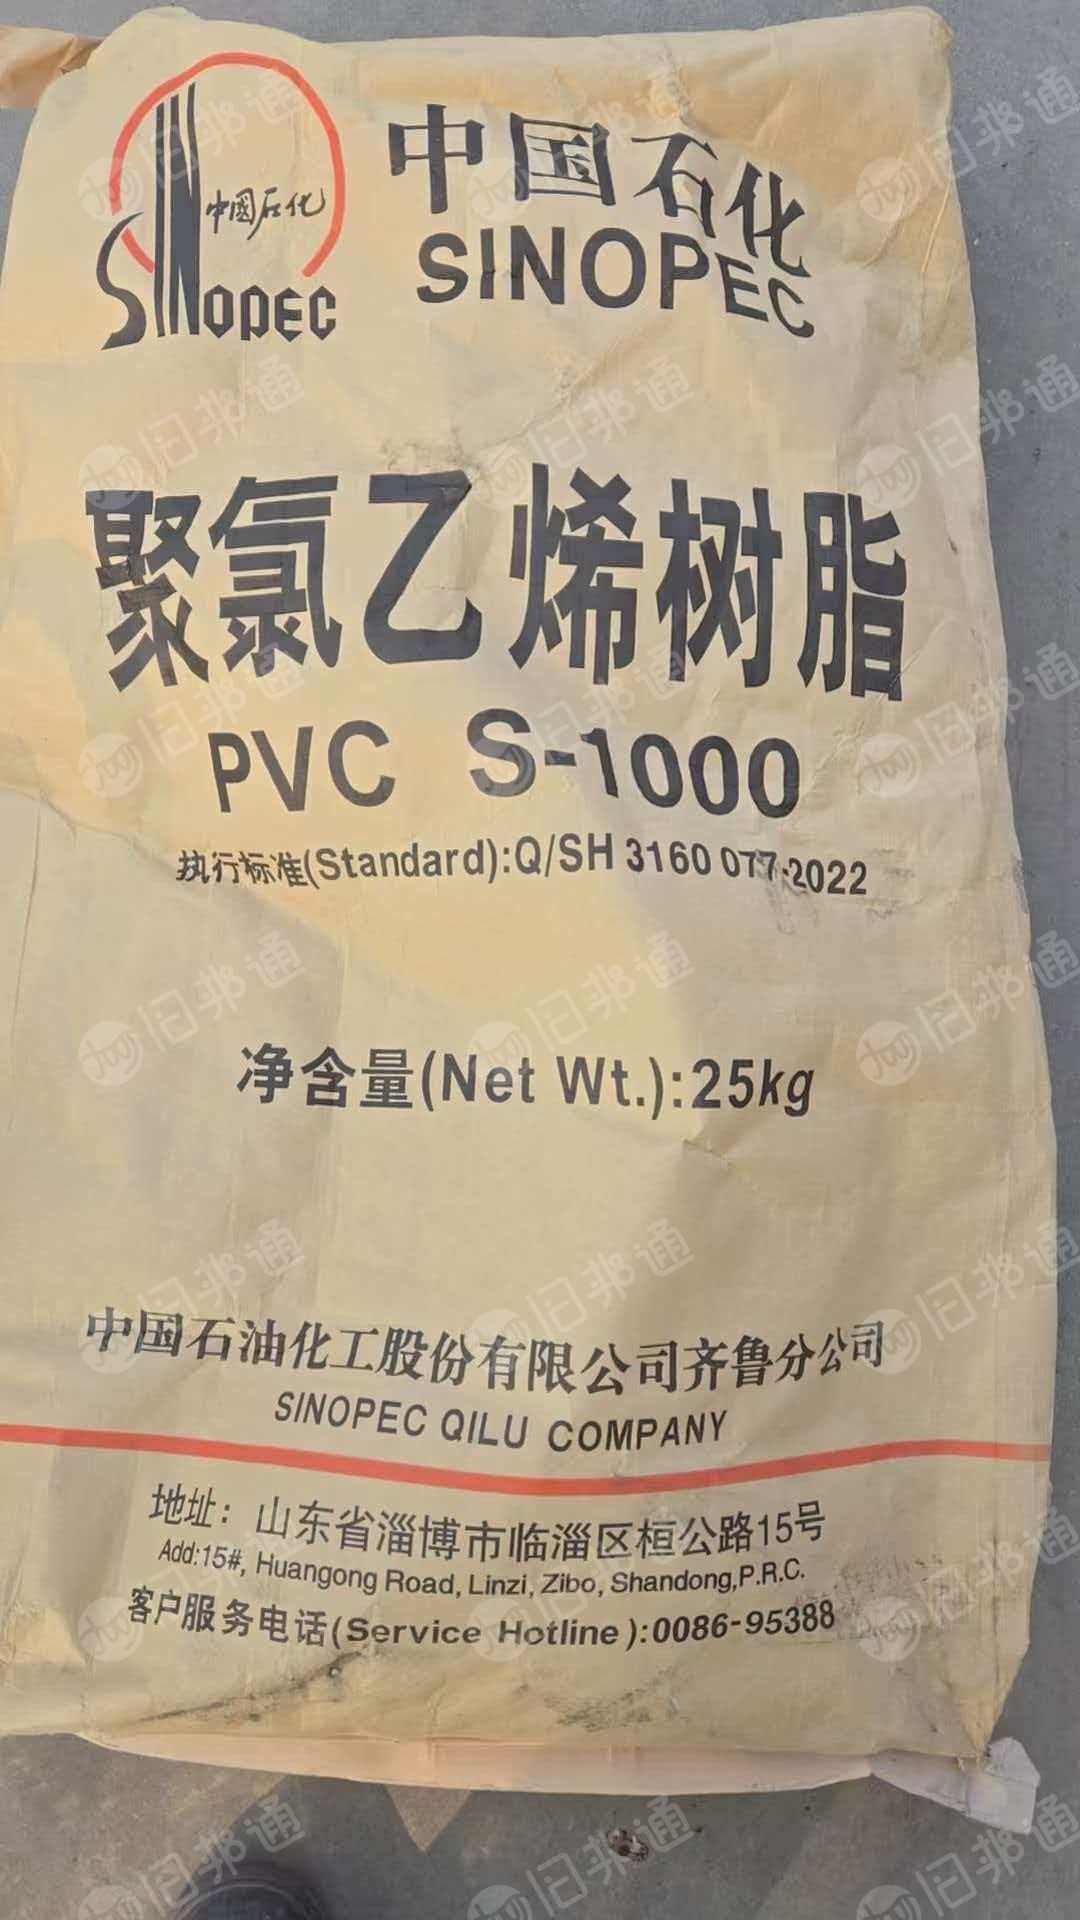 中國石化
SINOPEC
中国石化
SINOPEC
聚氯乙烯树脂
PVC S-1000
执行标准(Standard):Q/SH 3160 077-2022
净含量(Net Wt.):25kg
中国石油化工股份有限公司齐鲁分公司
SINOPEC QILU COMPANY
地址：山东省淄博市临淄区桓公路15号
Add:15#, Huangong Road, Linzi, Zibo, Shandong,P.R.C.
客户服务电话(Service Hotline):0086-95388
旧邦通